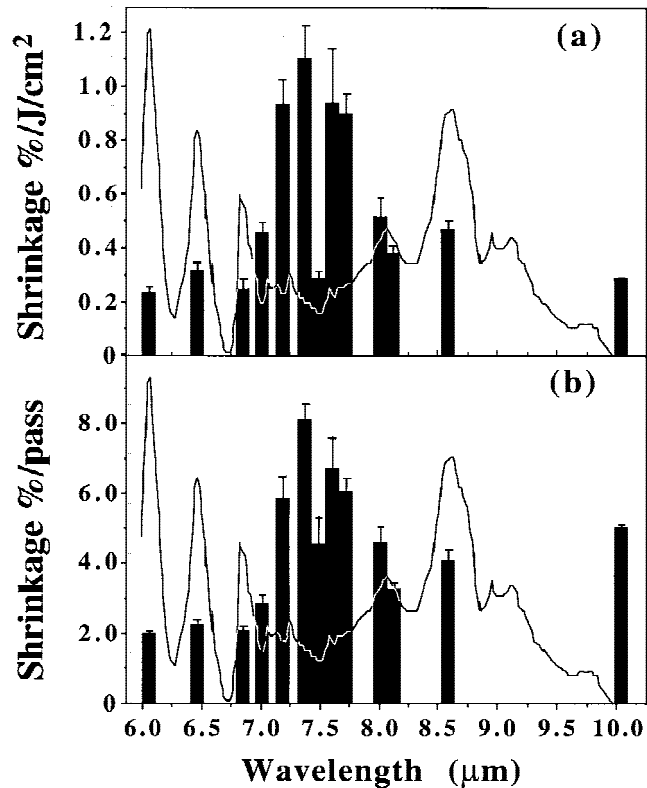 (a)
Shrinkage %/J/cm²
1.2
1.0
0.8
0.6
0.4
0.2
0
(b)
Shrinkage %/pass
8.0
6.0
4.0
2.0
0
6.0 6.5 7.0 7.5 8.0 8.5 9.0 9.5 10.0
Wavelength (μm)